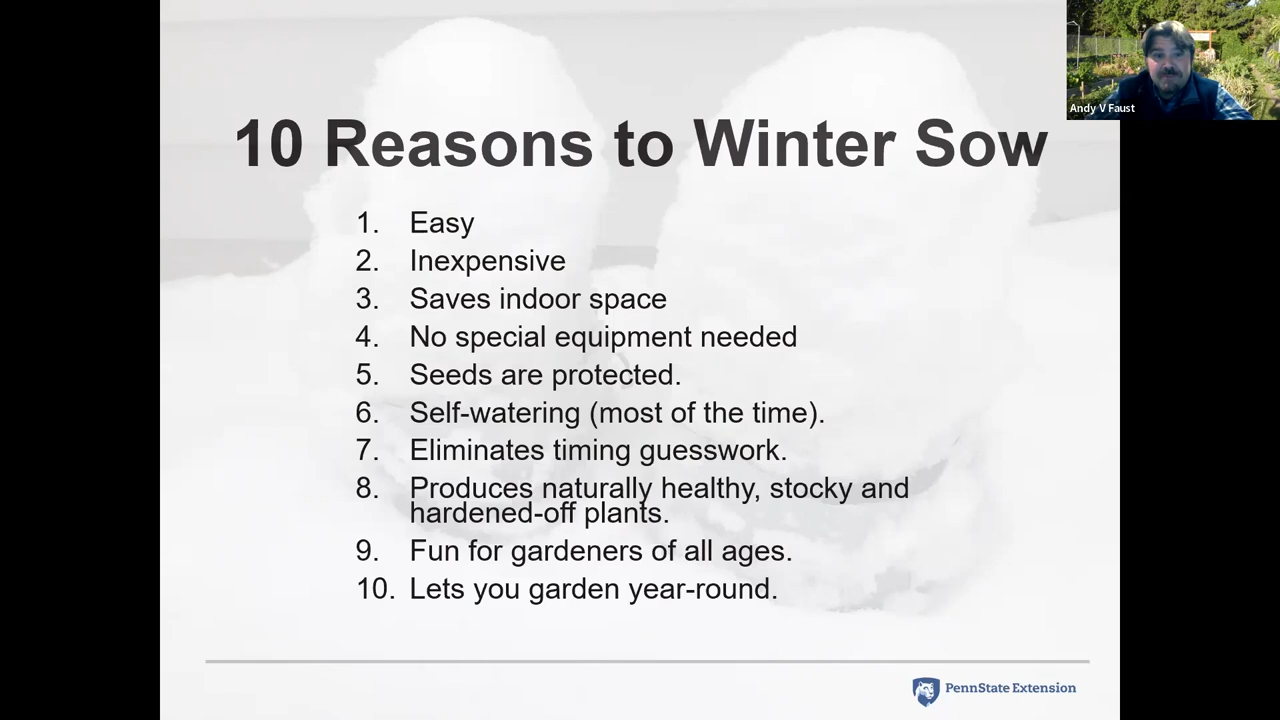 Andy V Faust
10 Reasons to Winter Sow
1. Easy
2. Inexpensive
3. Saves indoor space
4. No special equipment needed
5. Seeds are protected.
6. Self-watering (most of the time).
7. Eliminates timing guesswork.
8. Produces naturally healthy, stocky and
hardened-off plants.
9. Fun for gardeners of all ages.
10. Lets you garden year-round.
PennState Extension